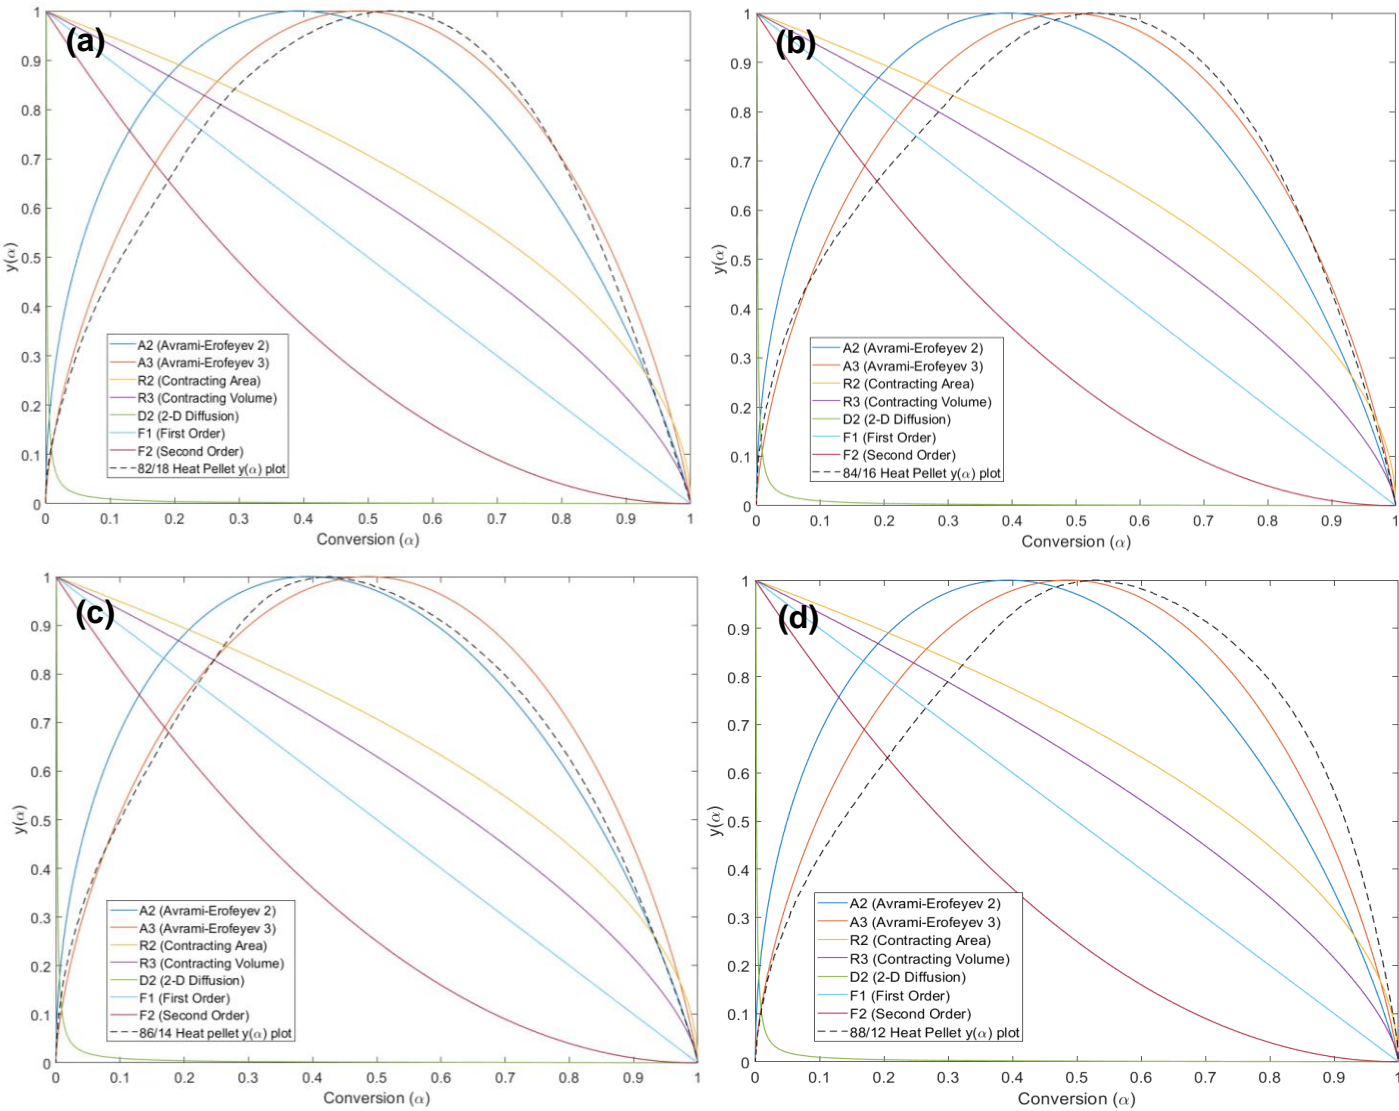 (a)
1
0.9
0.8
0.7
0.6
0.5
0.4
0.3
0.2
0.1
0
y(α)
A2 (Avrami-Erofeyev 2)
A3 (Avrami-Erofeyev 3)
R2 (Contracting Area)
R3 (Contracting Volume)
D2 (2-D Diffusion)
F1 (First Order)
F2 (Second Order)
82/18 Heat Pellet y(α) plot
0 0.1 0.2 0.3 0.4 0.5 0.6 0.7 0.8 0.9 1
Conversion (α)
(b)
1
0.9
0.8
0.7
0.6
0.5
0.4
0.3
0.2
0.1
0
y(α)
A2 (Avrami-Erofeyev 2)
A3 (Avrami-Erofeyev 3)
R2 (Contracting Area)
R3 (Contracting Volume)
D2 (2-D Diffusion)
F1 (First Order)
F2 (Second Order)
84/16 Heat Pellet y(α) plot
0 0.1 0.2 0.3 0.4 0.5 0.6 0.7 0.8 0.9 1
Conversion (α)
(c)
1
0.9
0.8
0.7
0.6
0.5
0.4
0.3
0.2
0.1
0
y(α)
A2 (Avrami-Erofeyev 2)
A3 (Avrami-Erofeyev 3)
R2 (Contracting Area)
R3 (Contracting Volume)
D2 (2-D Diffusion)
F1 (First Order)
F2 (Second Order)
86/14 Heat pellet y(α) plot
0 0.1 0.2 0.3 0.4 0.5 0.6 0.7 0.8 0.9 1
Conversion (α)
(d)
1
0.9
0.8
0.7
0.6
0.5
0.4
0.3
0.2
0.1
0
y(α)
A2 (Avrami-Erofeyev 2)
A3 (Avrami-Erofeyev 3)
R2 (Contracting Area)
R3 (Contracting Volume)
D2 (2-D Diffusion)
F1 (First Order)
F2 (Second Order)
88/12 Heat Pellet y(α) plot
0 0.1 0.2 0.3 0.4 0.5 0.6 0.7 0.8 0.9 1
Conversion (α)